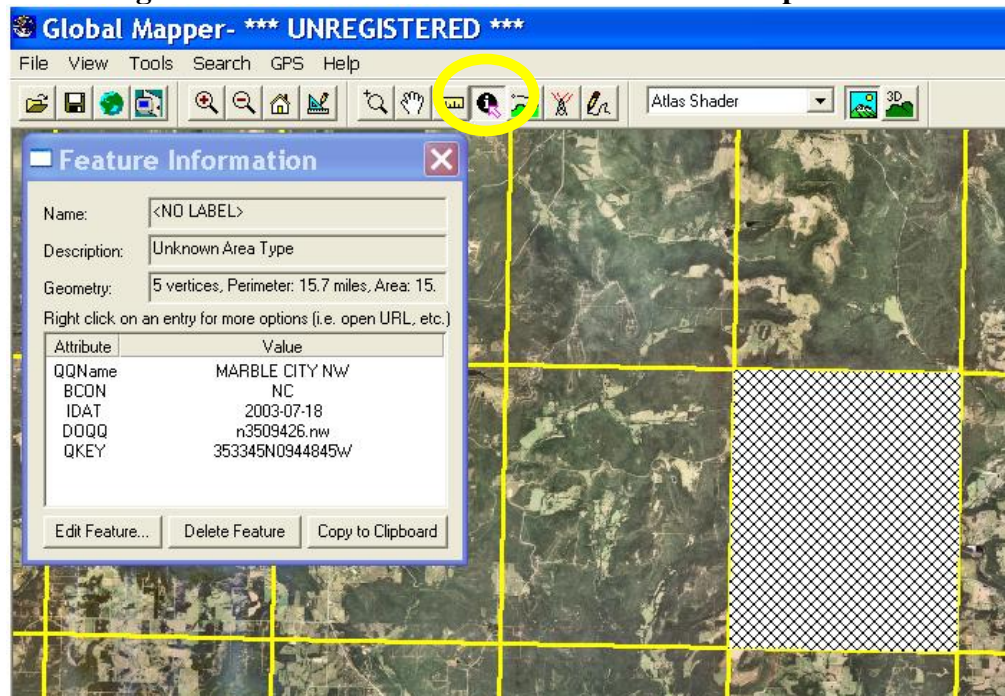 Global Mapper- *** UNREGISTERED ***
File View Tools Search GPS Help
Atlas Shader 3D
Feature Information
Name: <NO LABEL>
Description: Unknown Area Type
Geometry: 5 vertices, Perimeter: 15.7 miles, Area: 15.
Right click on an entry for more options (i.e. open URL, etc.)
Attribute Value
QQName MARBLE CITY NW
BCON NC
IDAT 2003-07-18
DOQQ n3509426.nw
QKEY 353345N0944845W
Edit Feature... Delete Feature Copy to Clipboard